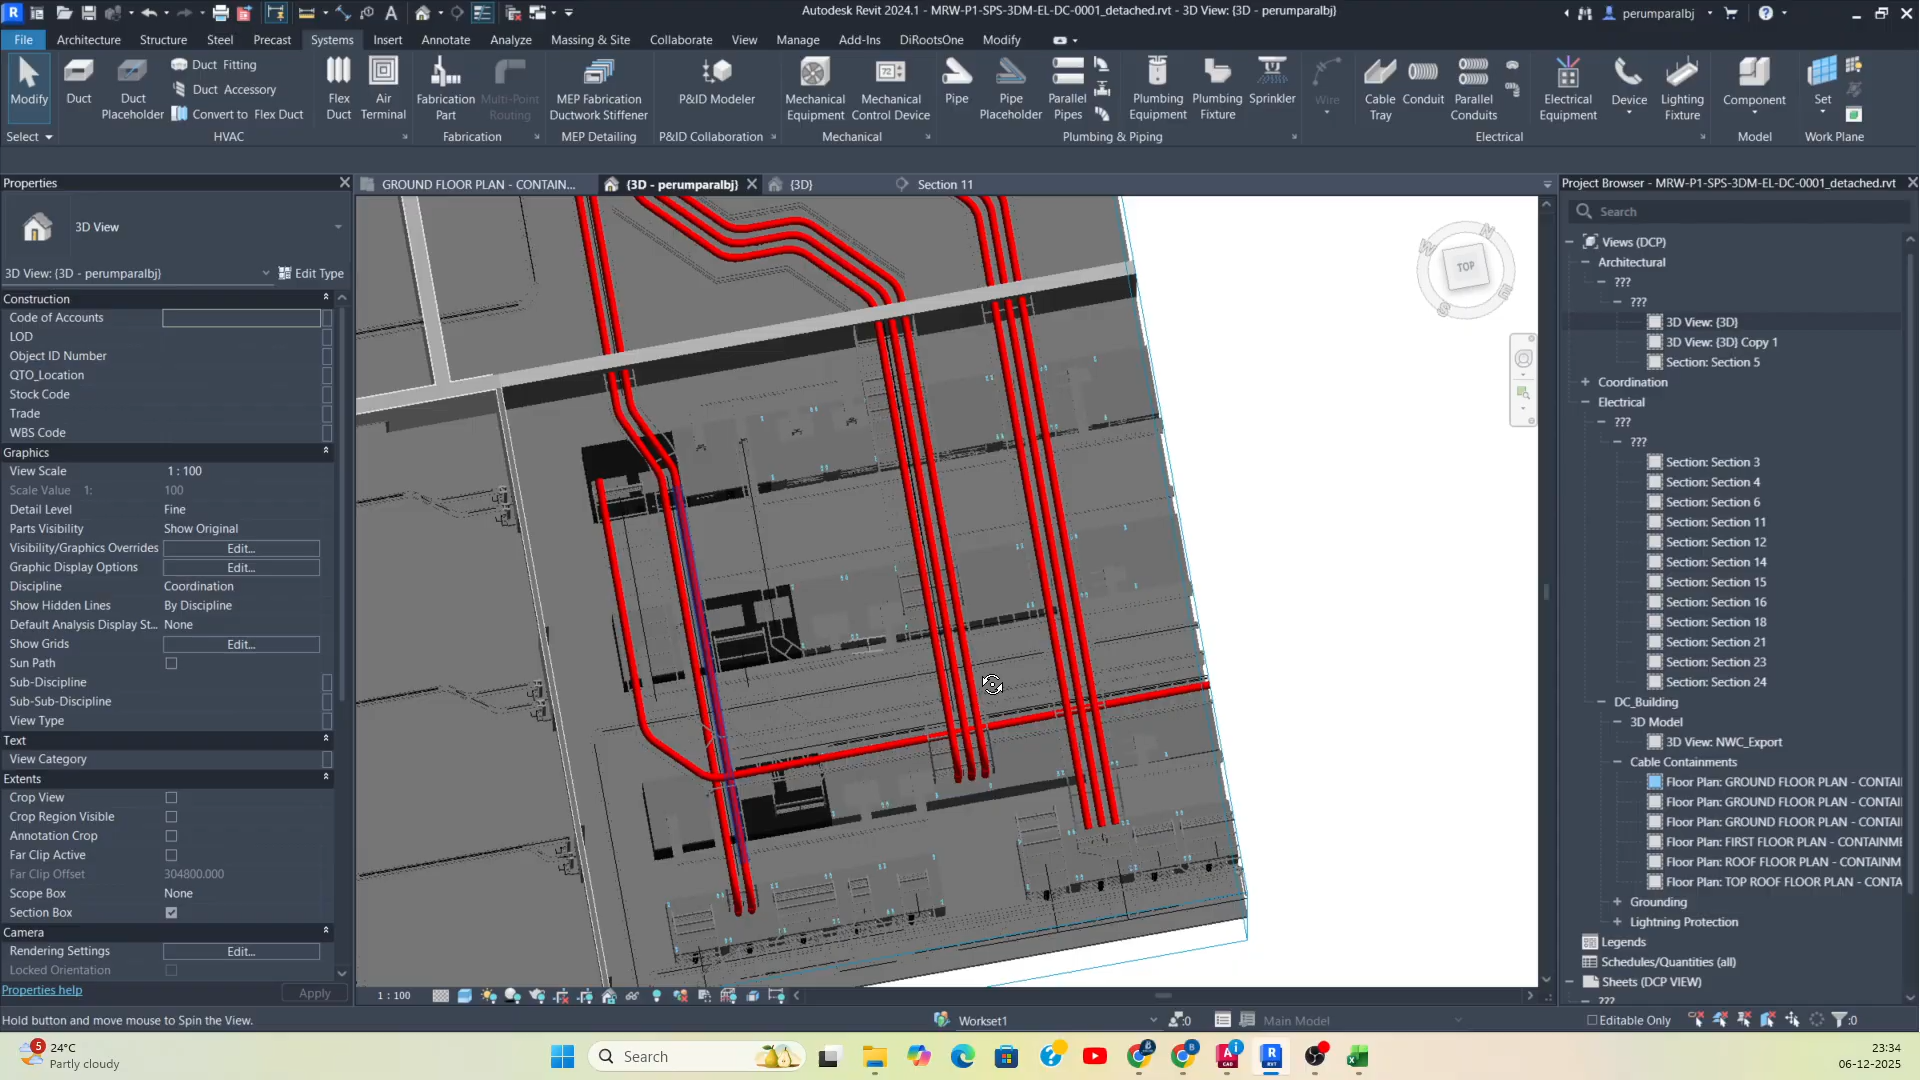 Autodesk Revit 2024.1 - MRW-P1-SPS-3DM-EL-DC-0001_detached.rvt - 3D View: {3D - perumparalbj}
perumparalbj
File Architecture Structure Steel Precast Systems Insert Annotate Analyze Massing & Site Collaborate View Manage Add-Ins DiRootsOne Modify
Modify
Duct
Duct Placeholder
Duct Fitting
Duct Accessory
Convert to Flex Duct
Flex Duct
Air Terminal
Fabrication Part
Multi-Point Routing
MEP Fabrication Ductwork Stiffener
P&ID Modeler
Mechanical Equipment
Mechanical Control Device
Pipe
Pipe Placeholder
Parallel Pipes
Plumbing Equipment
Plumbing Fixture
Sprinkler
Wire
Cable Tray
Conduit
Parallel Conduits
Electrical Equipment
Device
Lighting Fixture
Component
Set
Select HVAC Fabrication MEP Detailing P&ID Collaboration Mechanical Plumbing & Piping Electrical Model Work Plane
Properties
3D View
3D View: {3D - perumparalbj}
Edit Type
Construction
Code of Accounts
LOD
Object ID Number
QTO_Location
Stock Code
Trade
WBS Code
Graphics
View Scale 1 : 100
Scale Value 1: 100
Detail Level Fine
Parts Visibility Show Original
Visibility/Graphics Overrides Edit...
Graphic Display Options Edit...
Discipline Coordination
Show Hidden Lines By Discipline
Default Analysis Display St... None
Show Grids Edit...
Sun Path
Sub-Discipline
Sub-Sub-Discipline
View Type
Text
View Category
Extents
Crop View
Crop Region Visible
Annotation Crop
Far Clip Active
Far Clip Offset 304800.000
Scope Box None
Section Box
Camera
Rendering Settings Edit...
Locked Orientation
Properties help
Apply
GROUND FLOOR PLAN - CONTAIN...
{3D - perumparalbj}
{3D}
Section 11
TOP
N
E
S
W
1 : 100
Project Browser - MRW-P1-SPS-3DM-EL-DC-0001_detached.rvt
Search
Views (DCP)
Architectural
???
???
3D View: {3D}
3D View: {3D} Copy 1
Section: Section 5
Coordination
Electrical
???
???
Section: Section 3
Section: Section 4
Section: Section 6
Section: Section 11
Section: Section 12
Section: Section 14
Section: Section 15
Section: Section 16
Section: Section 18
Section: Section 21
Section: Section 23
Section: Section 24
DC_Building
3D Model
3D View: NWC_Export
Cable Containments
Floor Plan: GROUND FLOOR PLAN - CONTAI
Floor Plan: GROUND FLOOR PLAN - CONTAI
Floor Plan: GROUND FLOOR PLAN - CONTAI
Floor Plan: FIRST FLOOR PLAN - CONTAINME
Floor Plan: ROOF FLOOR PLAN - CONTAINM
Floor Plan: TOP ROOF FLOOR PLAN - CONTA
Grounding
Lightning Protection
Legends
Schedules/Quantities (all)
Sheets (DCP VIEW)
???
Hold button and move mouse to Spin the View.
Workset1
:0
Main Model
Editable Only
:0
5
24°C
Partly cloudy
Search
23:34
06-12-2025